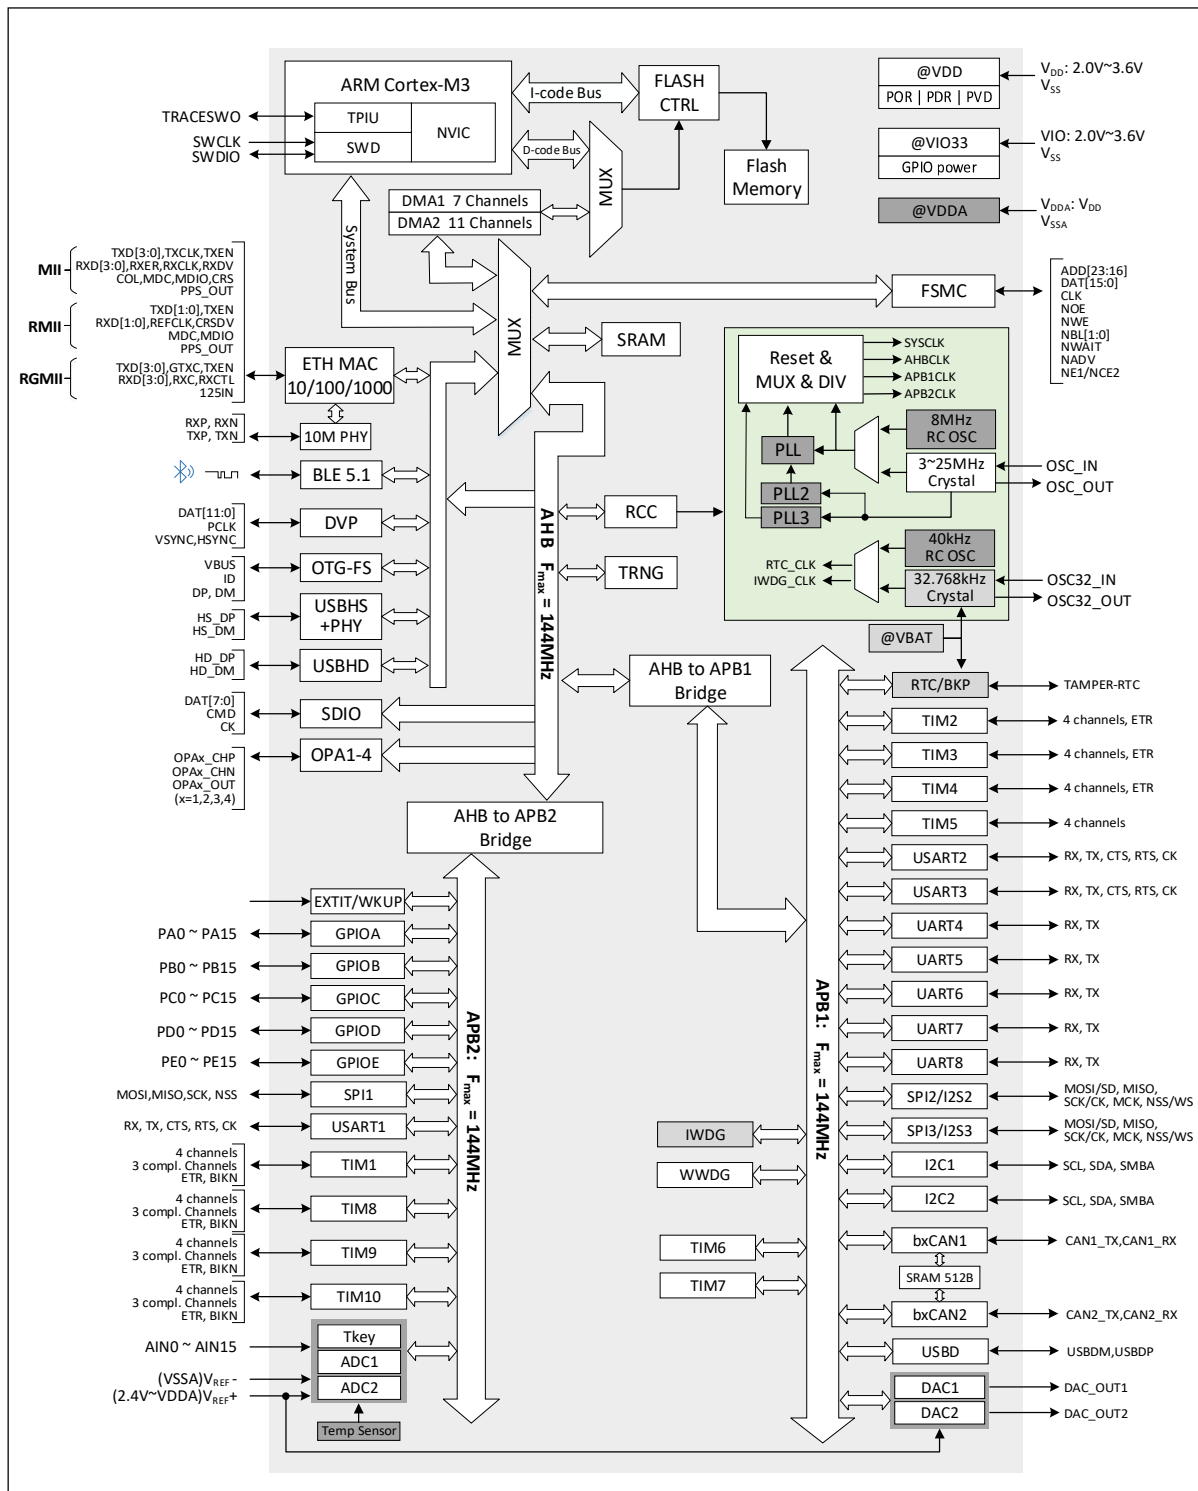 ARM Cortex-M3
TPIU
SWD
NVIC
TRACESWO
SWCLK
SWDIO
I-code Bus
D-code Bus
FLASH
CTRL
MUX
Flash
Memory
@VDD
POR | PDR | PVD
VDD: 2.0V~3.6V
VSS
@VIO33
GPIO power
VIO: 2.0V~3.6V
VSS
@VDDA
VDDA: VDD
VSSA
DMA1 7 Channels
DMA2 11 Channels
System Bus
MUX
FSMC
ADD[23:16]
DAT[15:0]
CLK
NOE
NWE
NBL[1:0]
NWAIT
NADV
NE1/NCE2
SRAM
MII
TXD[3:0],TXCLK,TXEN
RXD[3:0],RXER,RXCLK,RXDV
COL,MDC,MDIO,CRS
PPS_OUT
RMII
TXD[1:0],TXEN
RXD[1:0],REFCLK,CRSDV
MDC,MDIO
PPS_OUT
RGMII
TXD[3:0],GTXC,TXEN
RXD[3:0],RXC,RXCTL
125IN
ETH MAC
10/100/1000
RXP, RXN
TXP, TXN
10M PHY
BLE 5.1
DAT[11:0]
PCLK
VSYNC,HSYNC
DVP
VBUS
ID
DP, DM
OTG-FS
HS_DP
HS_DM
USBHS
+PHY
HD_DP
HD_DM
USBHD
DAT[7:0]
CMD
CK
SDIO
OPAx_CHP
OPAx_CHN
OPAx_OUT
(x=1,2,3,4)
OPA1-4
AHB Fmax = 144MHz
RCC
TRNG
Reset &
MUX & DIV
SYSCLK
AHBCLK
APB1CLK
APB2CLK
PLL
PLL2
PLL3
8MHz
RC OSC
3~25MHz
Crystal
OSC_IN
OSC_OUT
40kHz
RC OSC
RTC_CLK
IWDG_CLK
32.768kHz
Crystal
OSC32_IN
OSC32_OUT
@VBAT
AHB to APB1
Bridge
AHB to APB2
Bridge
RTC/BKP
TAMPER-RTC
TIM2
4 channels, ETR
TIM3
4 channels, ETR
TIM4
4 channels, ETR
TIM5
4 channels
USART2
RX, TX, CTS, RTS, CK
USART3
RX, TX, CTS, RTS, CK
UART4
RX, TX
UART5
RX, TX
UART6
RX, TX
UART7
RX, TX
UART8
RX, TX
SPI2/I2S2
MOSI/SD, MISO,
SCK/CK, MCK, NSS/WS
SPI3/I2S3
MOSI/SD, MISO,
SCK/CK, MCK, NSS/WS
I2C1
SCL, SDA, SMBA
I2C2
SCL, SDA, SMBA
bxCAN1
CAN1_TX,CAN1_RX
SRAM 512B
bxCAN2
CAN2_TX,CAN2_RX
USBD
USBDM,USBDP
DAC1
DAC_OUT1
DAC2
DAC_OUT2
APB1: Fmax = 144MHz
IWDG
WWDG
TIM6
TIM7
EXTIT/WKUP
PA0 ~ PA15
GPIOA
PB0 ~ PB15
GPIOB
PC0 ~ PC15
GPIOC
PD0 ~ PD15
GPIOD
PE0 ~ PE15
GPIOE
MOSI,MISO,SCK, NSS
SPI1
RX, TX, CTS, RTS, CK
USART1
4 channels
3 compl. Channels
ETR, BIKN
TIM1
4 channels
3 compl. Channels
ETR, BIKN
TIM8
4 channels
3 compl. Channels
ETR, BIKN
TIM9
4 channels
3 compl. Channels
ETR, BIKN
TIM10
APB2: Fmax = 144MHz
AIN0 ~ AIN15
Tkey
ADC1
ADC2
(VSSA)VREF -
(2.4V~VDDA)VREF+
Temp Sensor